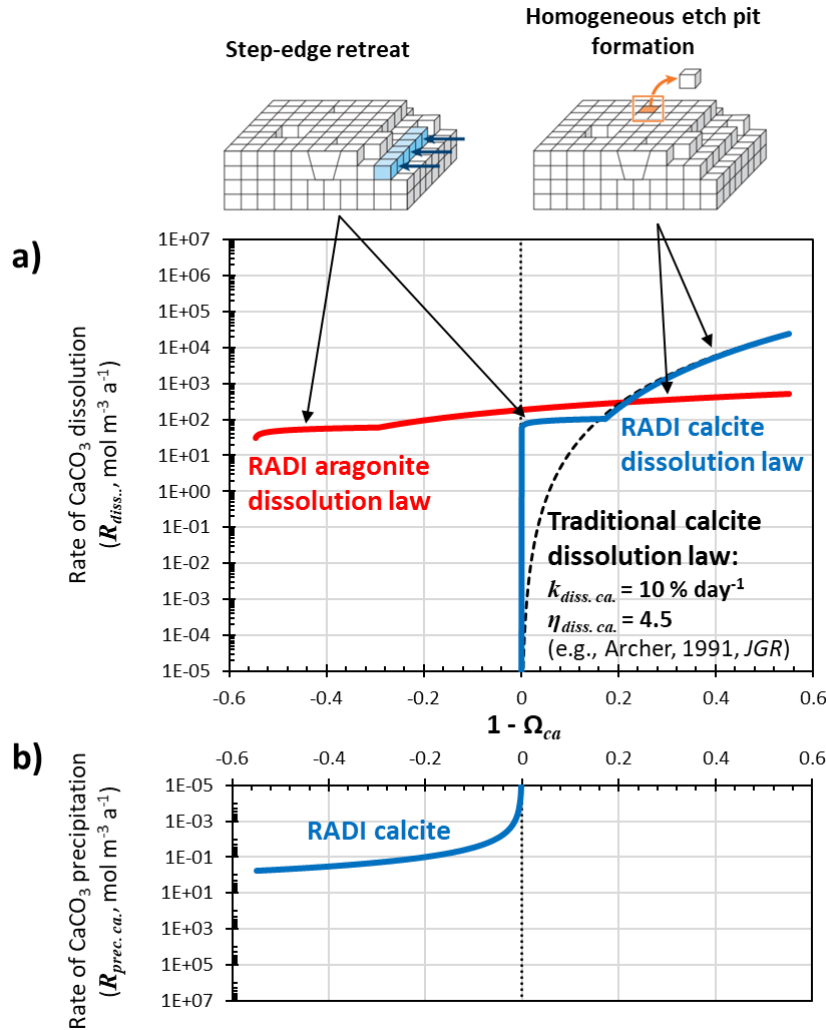 Step-edge retreat
Homogeneous etch pit
formation
a)
Rate of CaCO₃ dissolution
(R_diss., mol m⁻³ a⁻¹)
1E+07
1E+06
1E+05
1E+04
1E+03
1E+02
1E+01
1E+00
1E-01
1E-02
1E-03
1E-04
1E-05
RADI aragonite
dissolution law
RADI calcite
dissolution law
Traditional calcite
dissolution law:
k_diss. ca. = 10 % day⁻¹
η_diss. ca. = 4.5
(e.g., Archer, 1991, JGR)
-0.6 -0.4 -0.2 0 0.2 0.4 0.6
1 - Ω_ca
b)
-0.6 -0.4 -0.2 0 0.2 0.4 0.6
Rate of CaCO₃ precipitation
(R_prec. ca., mol m⁻³ a⁻¹)
1E-05
1E-03
1E-01
1E+01
1E+03
1E+05
1E+07
RADI calcite